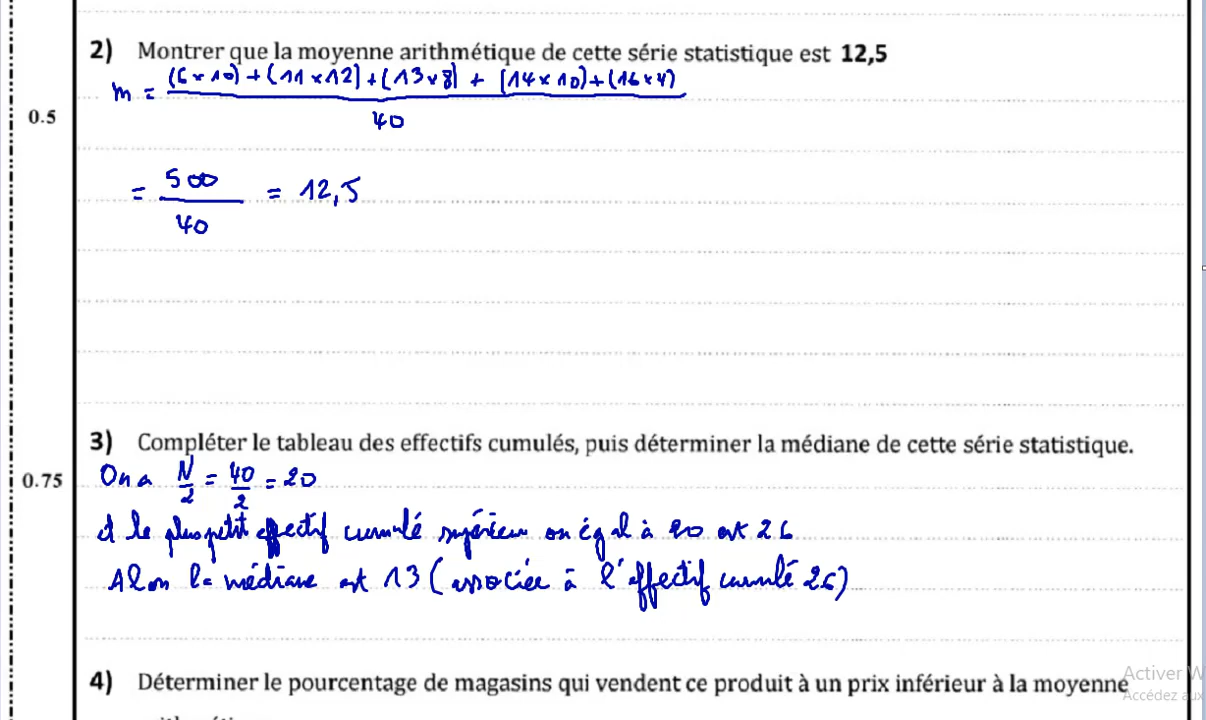 2) Montrer que la moyenne arithmétique de cette série statistique est 12,5
m = (6 × 10) + (11 × 12) + (13 × 8) + (14 × 10) + (16 × 4)
40
0.5
= 500 / 40 = 12,5
3) Compléter le tableau des effectifs cumulés, puis déterminer la médiane de cette série statistique.
0.75
On a N/2 = 40/2 = 20
et le plus petit effectif cumulé supérieur ou égal à 20 est 26
Alors la médiane est 13 (associée à l'effectif cumulé 26)
4) Déterminer le pourcentage de magasins qui vendent ce produit à un prix inférieur à la moyenne
Activer W
Accédez aux